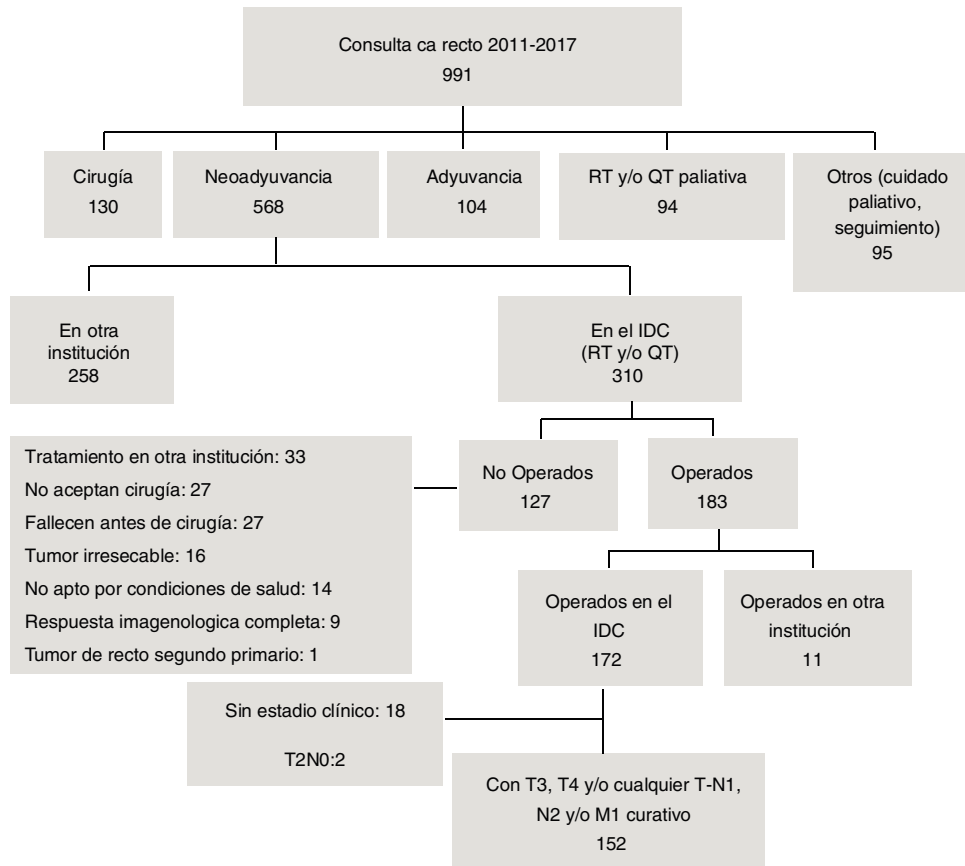 Consulta ca recto 2011-2017
991
Cirugía
130
Neoadyuvancia
568
Adyuvancia
104
RT y/o QT paliativa
94
Otros (cuidado
paliativo,
seguimiento)
95
En otra
institución
258
En el IDC
(RT y/o QT)
310
Tratamiento en otra institución: 33
No aceptan cirugía: 27
Fallecen antes de cirugía: 27
Tumor irresecable: 16
No apto por condiciones de salud: 14
Respuesta imagenologica completa: 9
Tumor de recto segundo primario: 1
No Operados
127
Operados
183
Operados en el
IDC
172
Operados en otra
institución
11
Sin estadio clínico: 18
T2N0:2
Con T3, T4 y/o cualquier T-N1,
N2 y/o M1 curativo
152